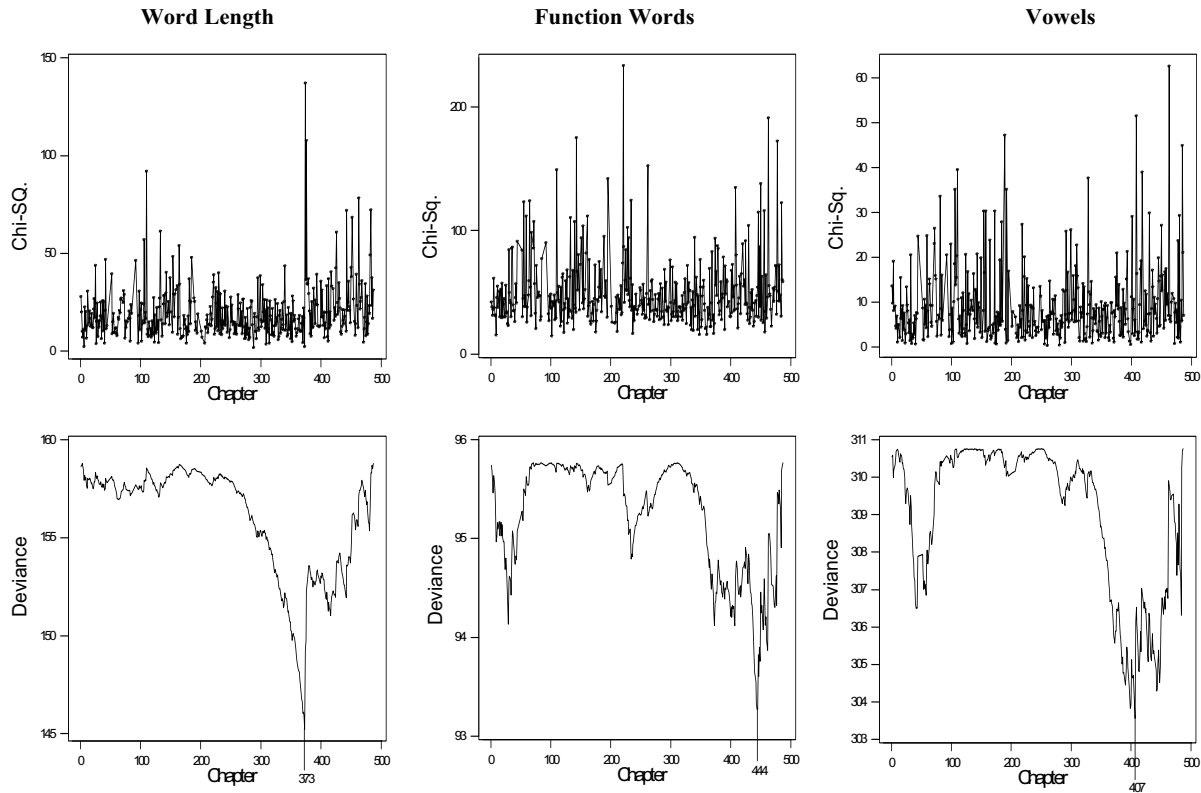 Word Length
Function Words
Vowels
150
100
50
0
Chi-SQ.
0 100 200 300 400 500
Chapter
200
100
0
Chi-Sq.
0 100 200 300 400 500
Chapter
60
50
40
30
20
10
0
Chi-Sq.
0 100 200 300 400 500
Chapter
160
155
150
145
Deviance
0 100 200 300 400 500
Chapter
373
96
95
94
93
Deviance
0 100 200 300 400 500
Chapter
444
311
310
309
308
307
306
305
304
303
Deviance
0 100 200 300 400 500
Chapter
407